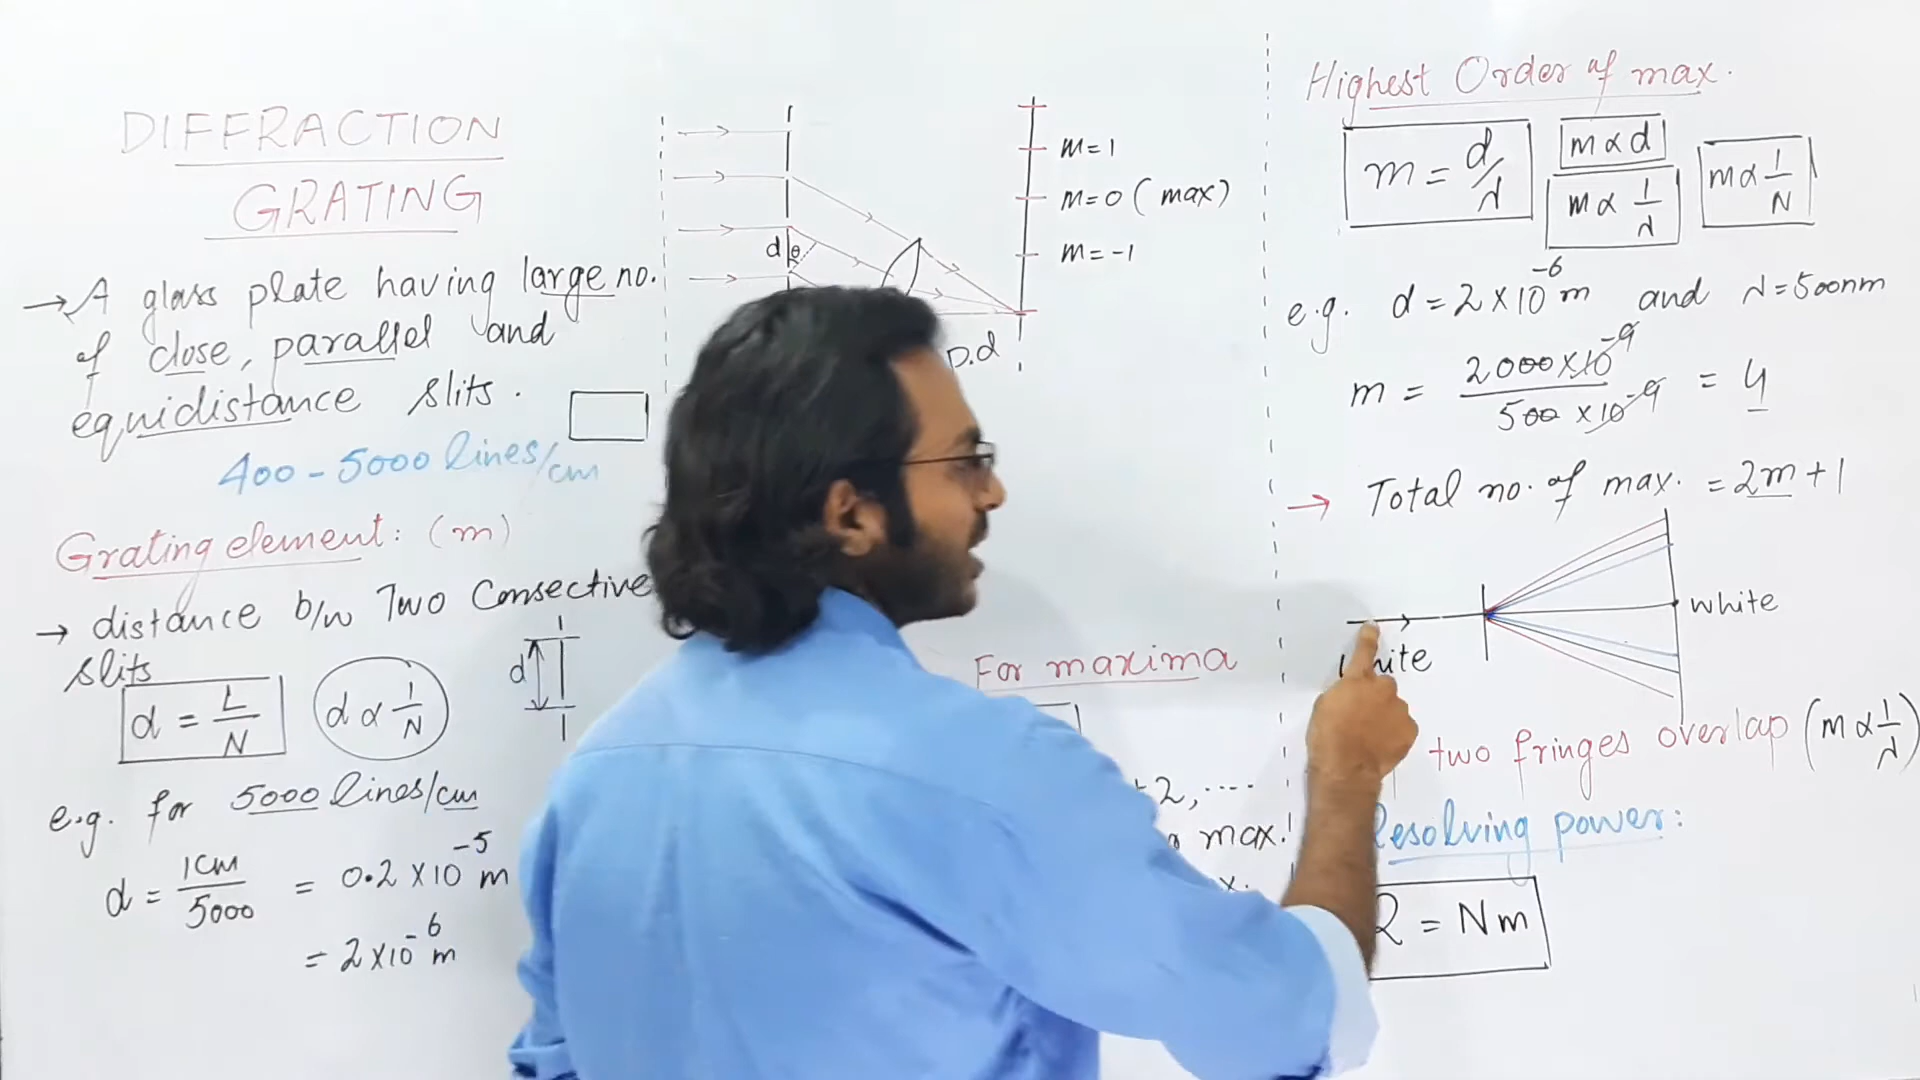 DIFFRACTION
GRATING
→ A glass plate having large no.
of close, parallel and
equidistance slits.
400 - 5000 lines/cm
Grating element: (m)
→ distance b/w Two Consective
slits
d = L/N
d ∝ 1/N
d
e.g. for 5000 lines/cm
d = 1cm/5000 = 0.2 × 10⁻⁵ m
= 2 × 10⁻⁶ m
m = 1
m = 0 (max)
m = -1
d θ
P.d
For maxima
2, ....
max.
Highest Order of max.
m = d/λ
m ∝ d
m ∝ 1/λ
m ∝ 1/N
e.g. d = 2 × 10⁻⁶ m and λ = 500nm
m = 2000 × 10⁻⁹ / 500 × 10⁻⁹ = 4
→ Total no. of max. = 2m + 1
white
white
two fringes overlap (m ∝ 1/λ)
Resolving power:
R = Nm